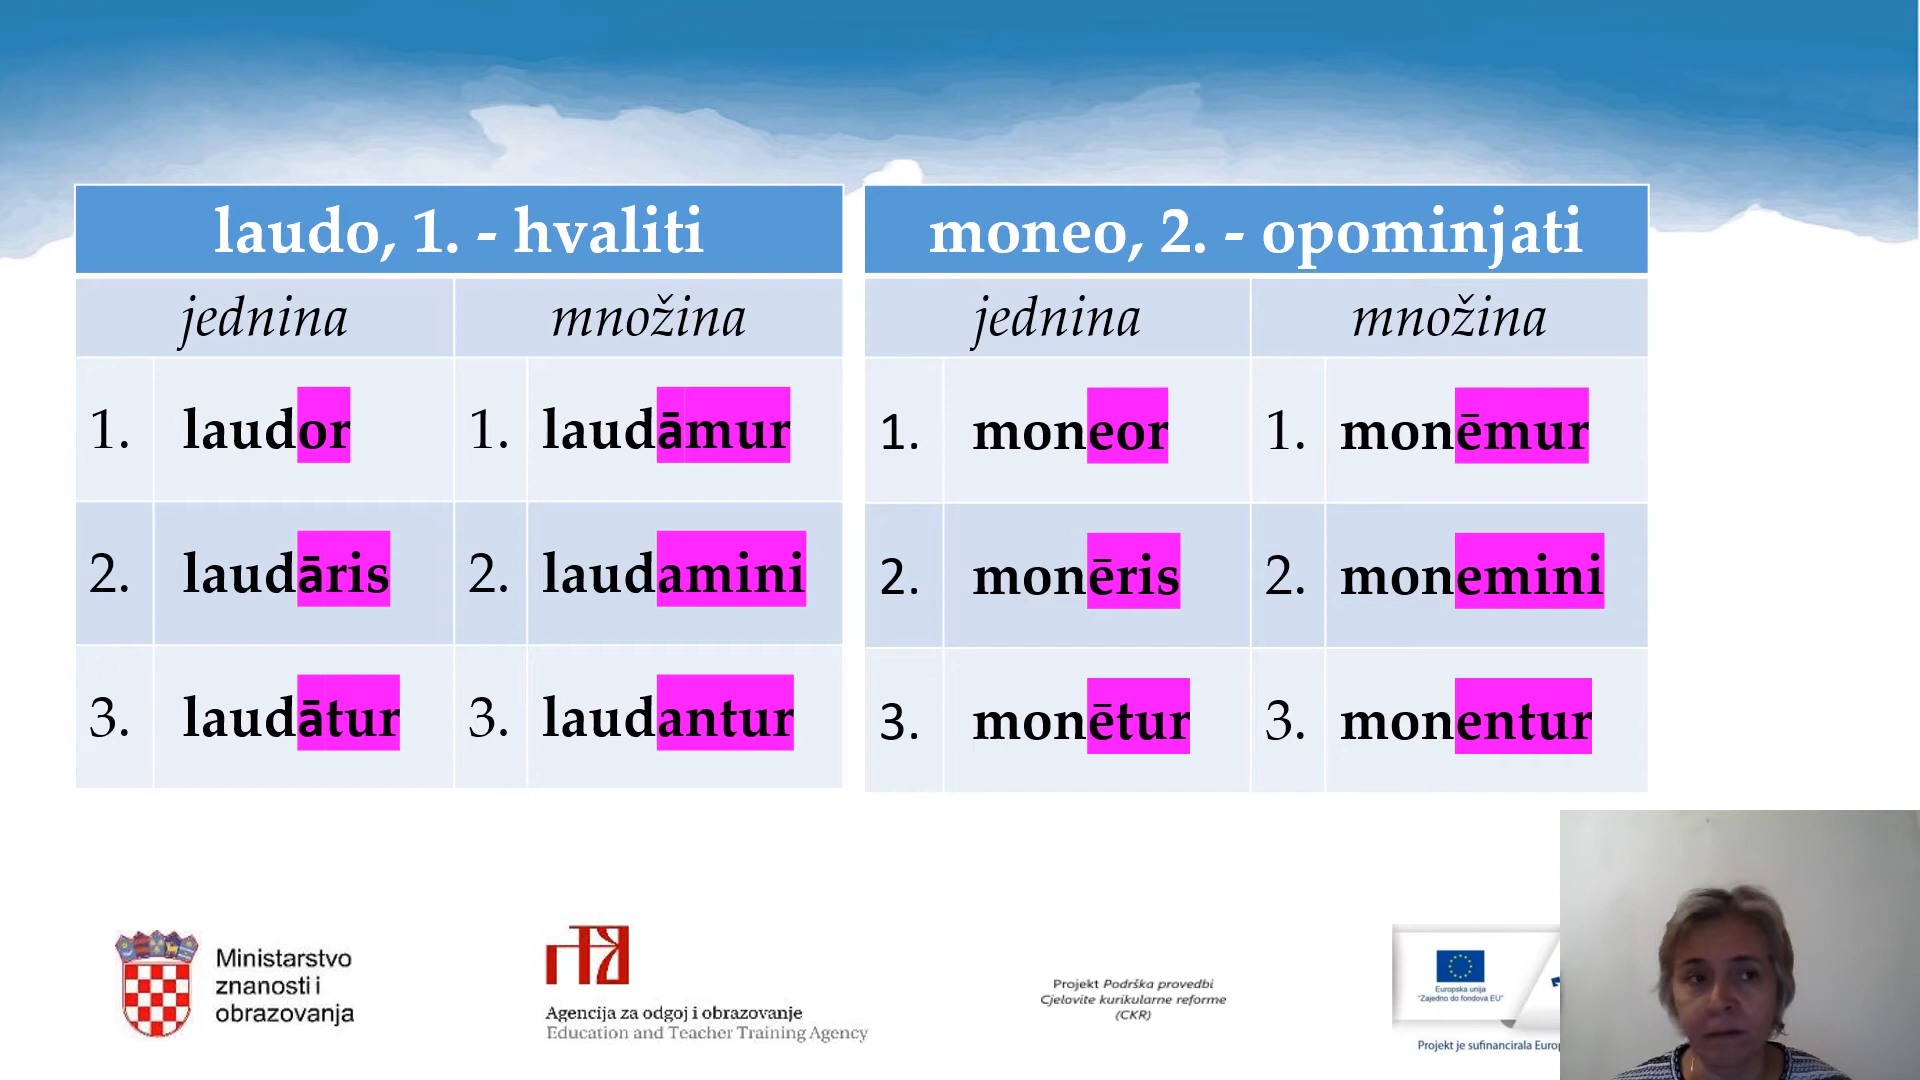 laudo, 1. - hvaliti
jednina množina
1. laudor 1. laudāmur
2. laudāris 2. laudamini
3. laudātur 3. laudantur
moneo, 2. - opominjati
jednina množina
1. moneor 1. monēmur
2. monēris 2. monemini
3. monētur 3. monentur
Ministarstvo
znanosti i
obrazovanja
Agencija za odgoj i obrazovanje
Education and Teacher Training Agency
Projekt Podrška provedbi
Cjelovite kurikularne reforme
(CKR)
Europska unija
"Zajedno do fondova EU"
Projekt je sufinancirala Europ